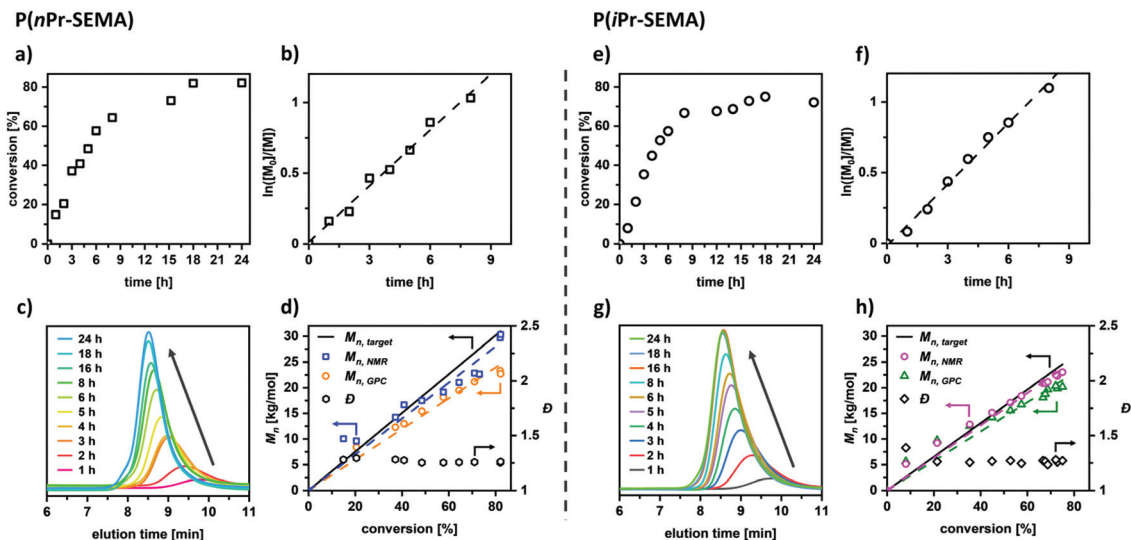 P(nPr-SEMA)
a)
conversion [%]
80
60
40
20
0
0 3 6 9 12 15 18 21 24
time [h]
b)
ln([M₀]/[M])
1
0.5
0
0 3 6 9
time [h]
c)
24 h
18 h
16 h
8 h
6 h
5 h
4 h
3 h
2 h
1 h
6 7 8 9 10 11
elution time [min]
d)
Mn [kg/mol]
30
25
20
15
10
5
0
Mn, target
Mn, NMR
Mn, GPC
Đ
2.5
2
1.5
1
Đ
0 20 40 60 80
conversion [%]
P(iPr-SEMA)
e)
conversion [%]
80
60
40
20
0
0 3 6 9 12 15 18 21 24
time [h]
f)
ln([M₀]/[M])
1
0.5
0
0 3 6 9
time [h]
g)
24 h
18 h
16 h
8 h
6 h
5 h
4 h
3 h
2 h
1 h
6 7 8 9 10 11
elution time [min]
h)
Mn [kg/mol]
30
25
20
15
10
5
0
Mn, target
Mn, NMR
Mn, GPC
Đ
2.5
2
1.5
1
Đ
0 20 40 60 80
conversion [%]